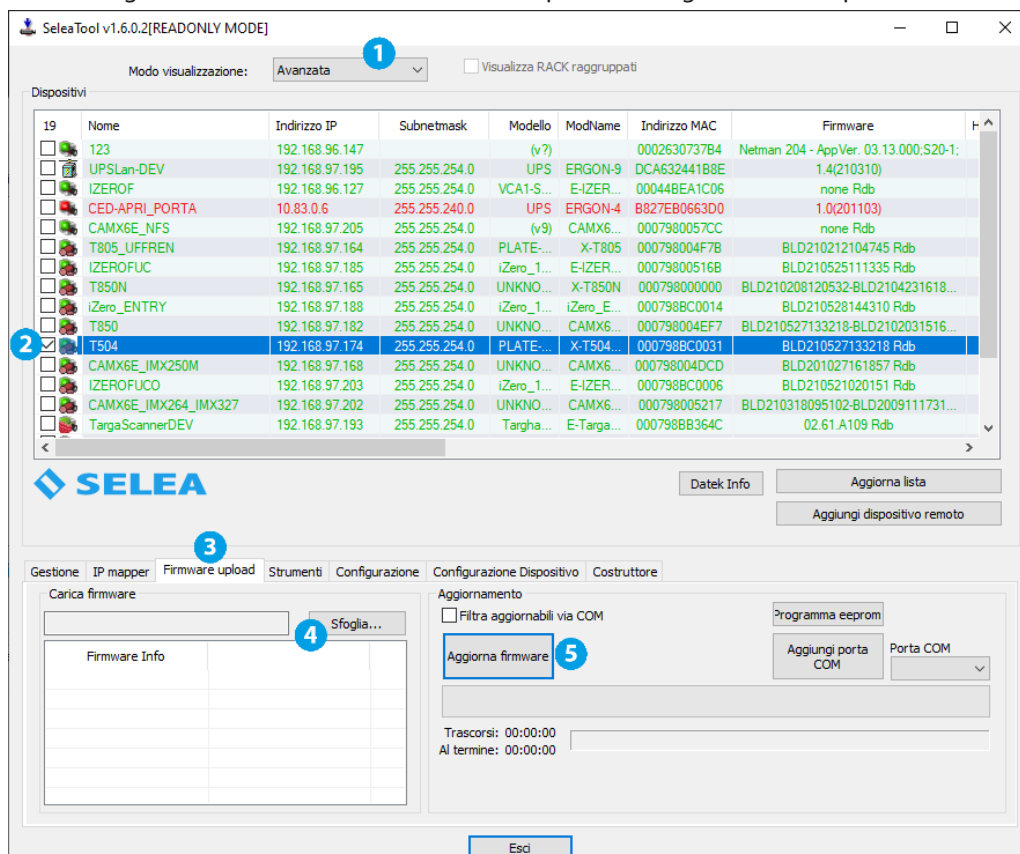 SeleaTool v1.6.0.2[READONLY MODE]
1
Modo visualizzazione: Avanzata Visualizza RACK raggruppati
Dispositivi
19 Nome Indirizzo IP Subnetmask Modello ModName Indirizzo MAC Firmware
123 192.168.96.147 (v?) 0002630737B4 Netman 204 - AppVer. 03.13.000;S20-1;
UPSLan-DEV 192.168.97.195 255.255.254.0 UPS ERGON-9 DCA632441B8E 1.4(210310)
IZEROF 192.168.96.127 255.255.254.0 VCA1-S... E-IZER... 00044BEA1C06 none Rdb
CED-APRI_PORTA 10.83.0.6 255.255.240.0 UPS ERGON-4 B827EB0663D0 1.0(201103)
CAMX6E_NFS 192.168.97.205 255.255.254.0 (v9) CAMX6... 0007980057CC none Rdb
T805_UFFREN 192.168.97.164 255.255.254.0 PLATE-... X-T805 000798004F7B BLD210212104745 Rdb
IZEROFUC 192.168.97.185 255.255.254.0 iZero_1... E-IZER... 00079800516B BLD210525111335 Rdb
T850N 192.168.97.165 255.255.254.0 UNKNO... X-T850N 000798000000 BLD210208120532-BLD2104231618...
iZero_ENTRY 192.168.97.188 255.255.254.0 iZero_1... iZero_E... 000798BC0014 BLD210528144310 Rdb
T850 192.168.97.182 255.255.254.0 UNKNO... CAMX6... 000798004EF7 BLD210527133218-BLD2102031516...
2 T504 192.168.97.174 255.255.254.0 PLATE-... X-T504... 000798BC0031 BLD210527133218 Rdb
CAMX6E_IMX250M 192.168.97.168 255.255.254.0 UNKNO... CAMX6... 000798004DCD BLD201027161857 Rdb
IZEROFUCO 192.168.97.203 255.255.254.0 iZero_1... E-IZER... 000798BC0006 BLD210521020151 Rdb
CAMX6E_IMX264_IMX327 192.168.97.202 255.255.254.0 UNKNO... CAMX6... 000798005217 BLD210318095102-BLD2009111731...
TargaScannerDEV 192.168.97.193 255.255.254.0 Targha... E-Targa... 000798BB364C 02.61.A109 Rdb
SELEA
Datek Info
Aggiorna lista
Aggiungi dispositivo remoto
3
Gestione IP mapper Firmware upload Strumenti Configurazione Configurazione Dispositivo Costruttore
Carica firmware
Sfoglia...
4
Firmware Info
Aggiornamento
Filtra aggiornabili via COM
Programma eeprom
Aggiorna firmware 5
Aggiungi porta
COM
Porta COM
Trascorsi: 00:00:00
Al termine: 00:00:00
Esci